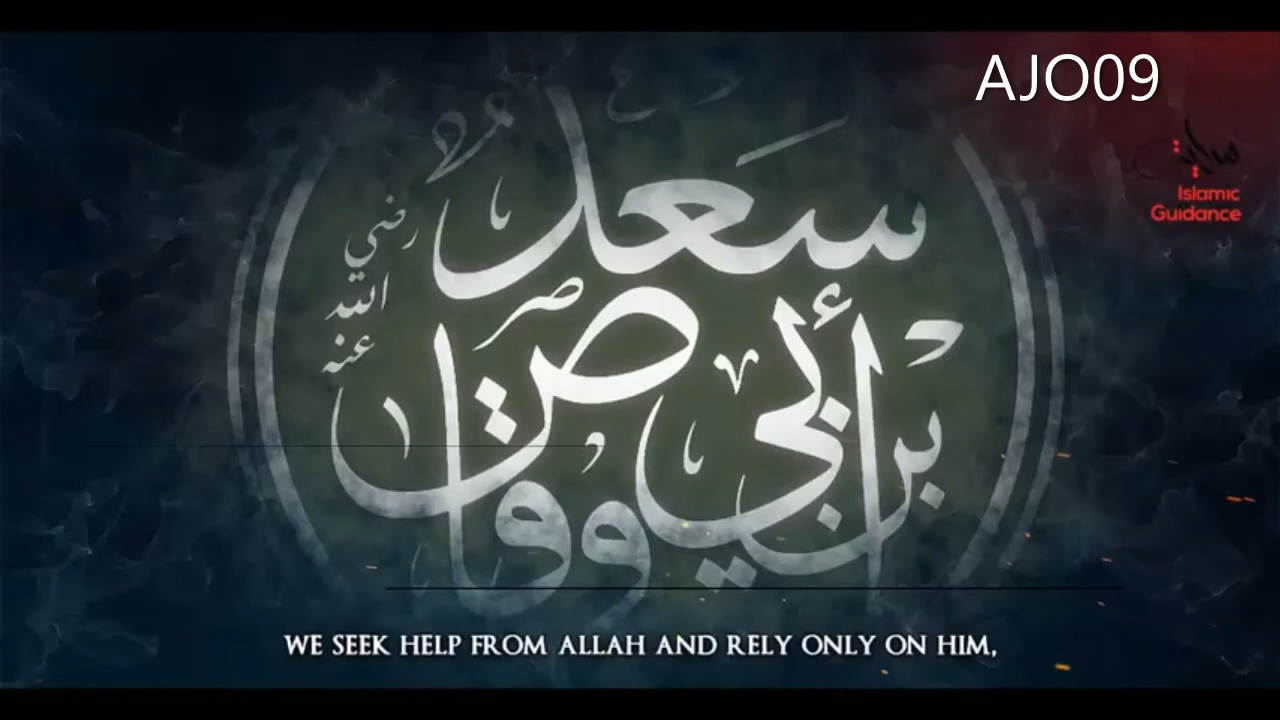 AJO09
هداية
Islamic
Guidance
سعد
بن أبي وقاص
رضي
الله
عنه
WE SEEK HELP FROM ALLAH AND RELY ONLY ON HIM,